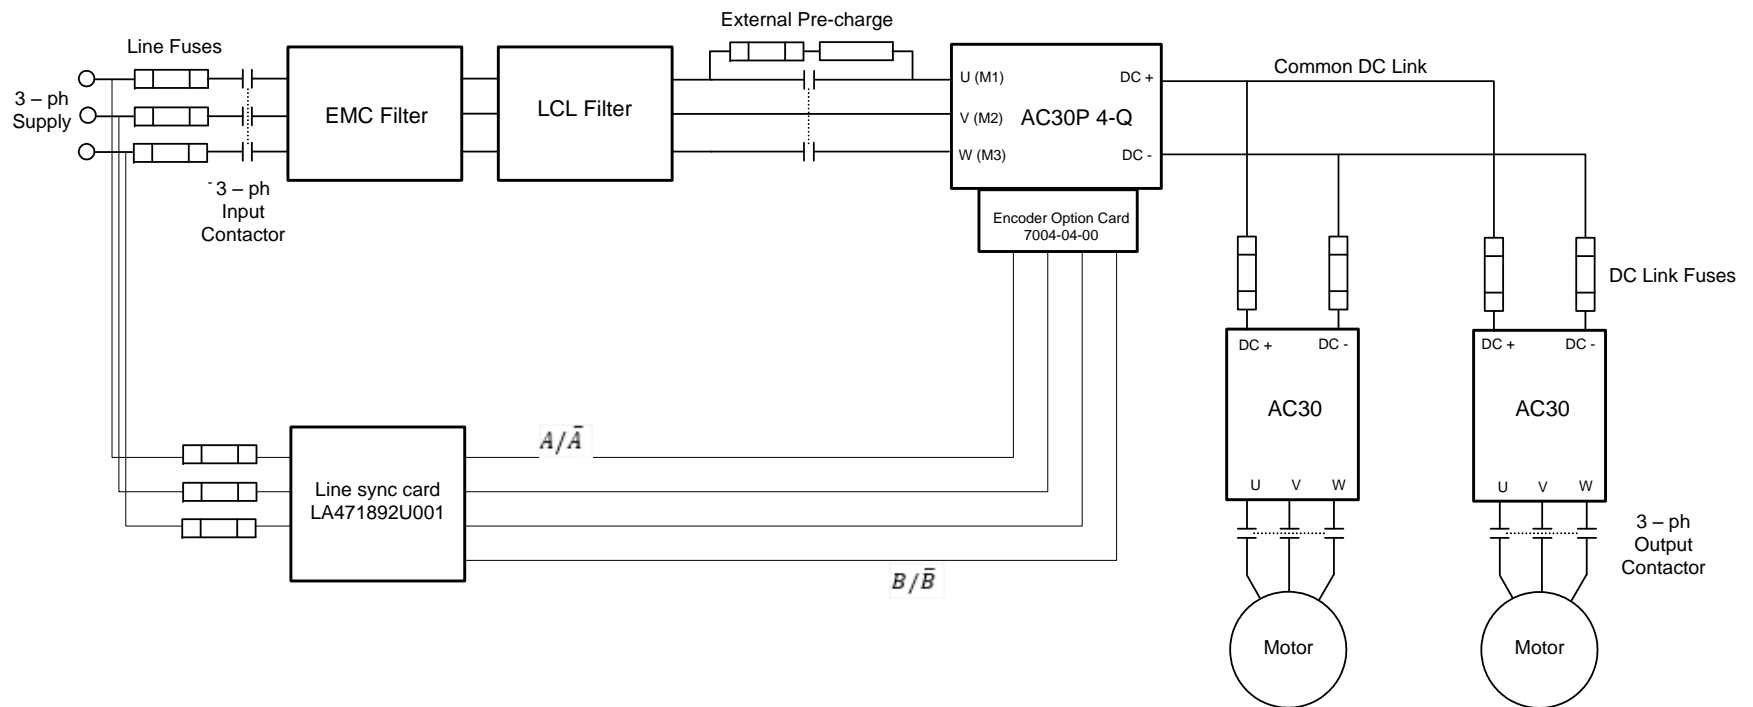 External Pre-charge
Line Fuses
3 – ph
Supply
EMC Filter
LCL Filter
U (M1)
V (M2)
W (M3)
AC30P 4-Q
DC +
DC -
Common DC Link
3 – ph
Input
Contactor
Encoder Option Card
7004-04-00
DC Link Fuses
DC +
DC -
AC30
U
V
W
DC +
DC -
AC30
U
V
W
A/Ā
Line sync card
LA471892U001
B/B̄
3 – ph
Output
Contactor
Motor
Motor